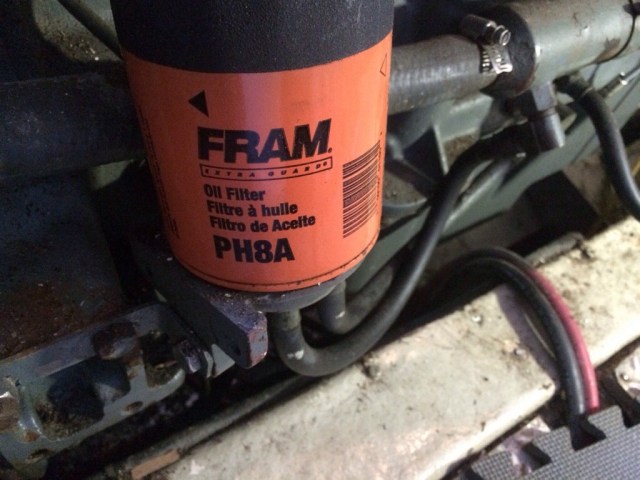 FRAM
EXTRA GUARD
Oil Filter
Filtre à huile
Filtro de Aceite
PH8A